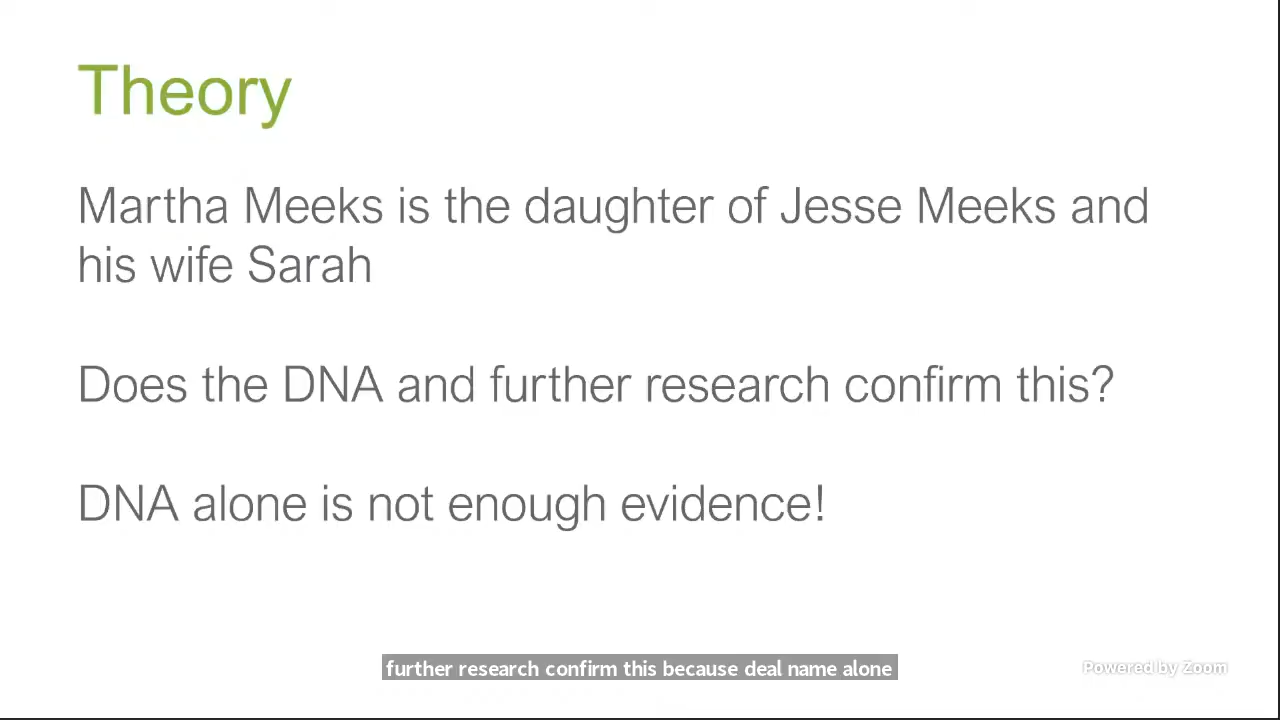 Theory
Martha Meeks is the daughter of Jesse Meeks and
his wife Sarah
Does the DNA and further research confirm this?
DNA alone is not enough evidence!
further research confirm this because deal name alone
Powered by Zoom